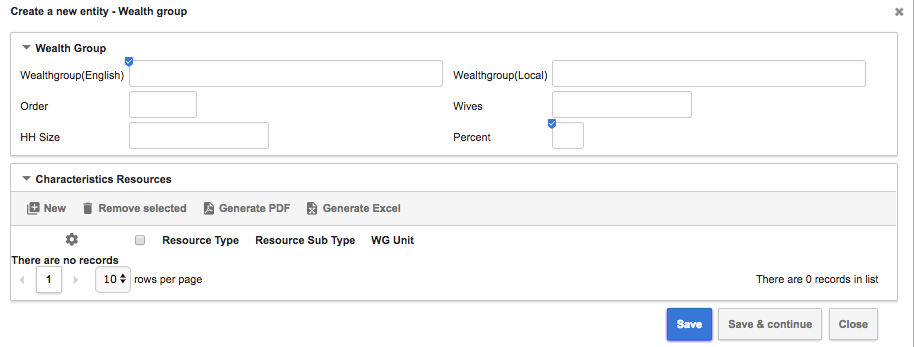 Create a new entity - Wealth group
Wealth Group
Wealthgroup(English) Wealthgroup(Local)
Order Wives
HH Size Percent
Characteristics Resources
New Remove selected Generate PDF Generate Excel
Resource Type Resource Sub Type WG Unit
There are no records
1 10 rows per page There are 0 records in list
Save Save & continue Close